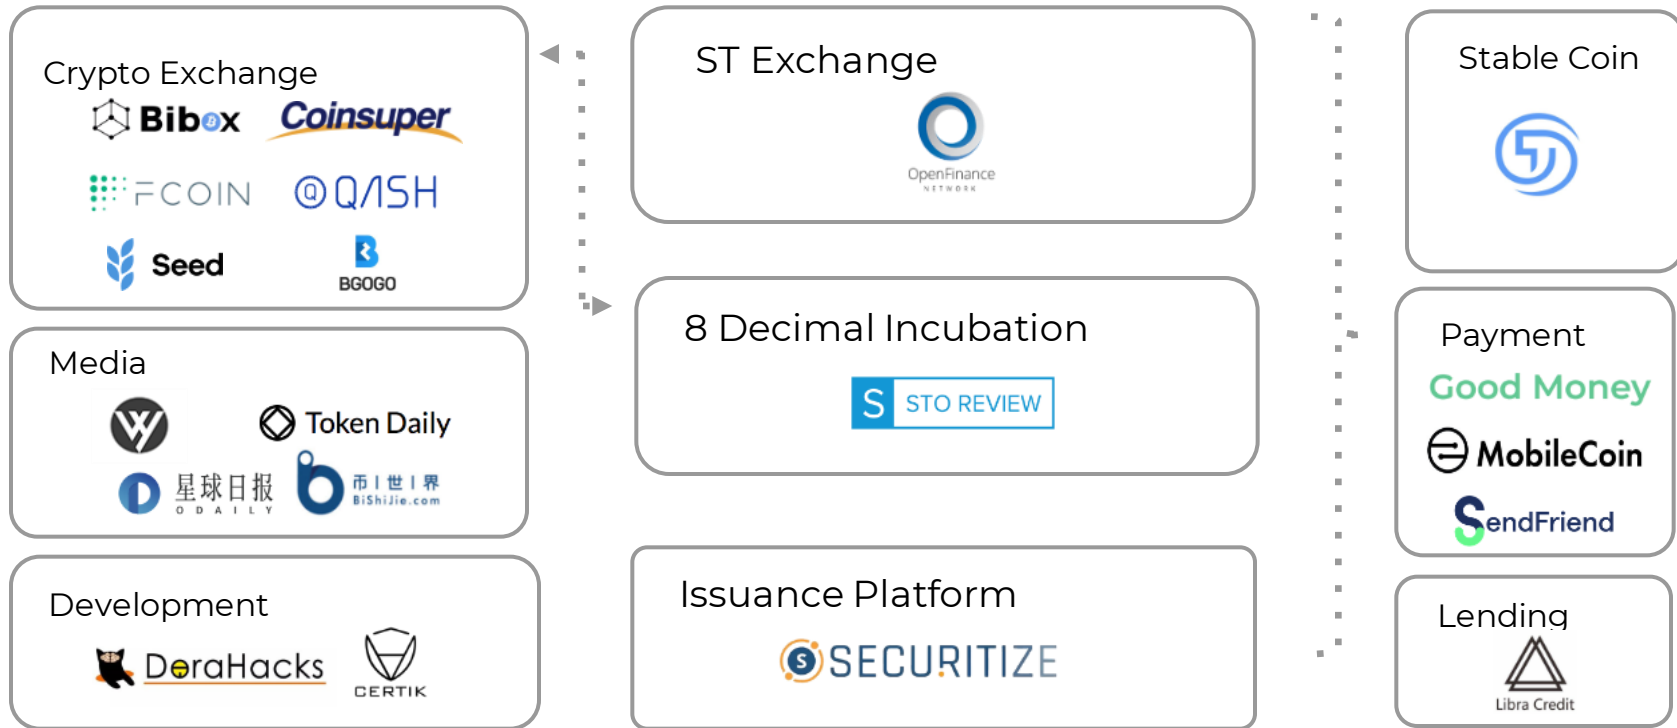 Crypto Exchange
Bibox
Coinsuper
FCOIN
QASH
Seed
BGOGO
Media
Token Daily
星球日报
ODAILY
币世界
BiShiJie.com
Development
DoraHacks
CERTIK
ST Exchange
OpenFinance
NETWORK
8 Decimal Incubation
S STO REVIEW
Issuance Platform
S SECURITIZE
Stable Coin
Payment
Good Money
MobileCoin
SendFriend
Lending
Libra Credit